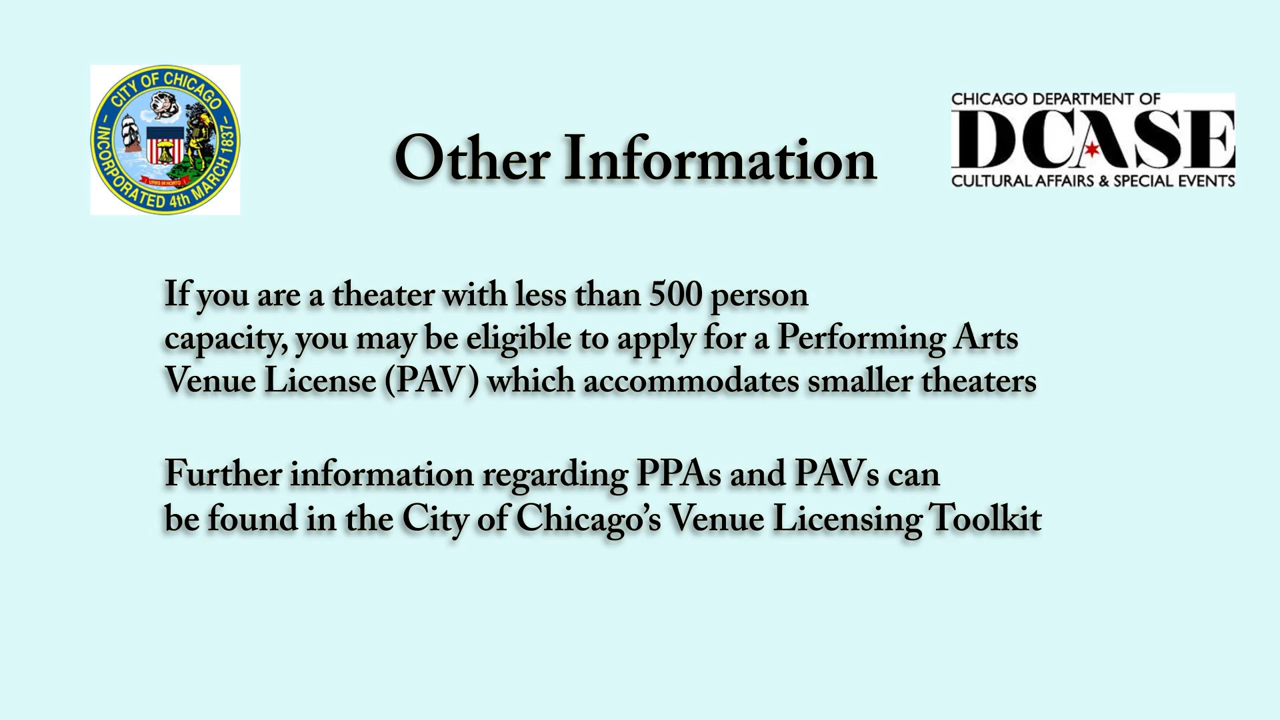 CITY OF CHICAGO
INCORPORATED 4th MARCH 1837
Other Information
CHICAGO DEPARTMENT OF
DCASE
CULTURAL AFFAIRS & SPECIAL EVENTS
If you are a theater with less than 500 person
capacity, you may be eligible to apply for a Performing Arts
Venue License (PAV) which accommodates smaller theaters
Further information regarding PPAs and PAVs can
be found in the City of Chicago’s Venue Licensing Toolkit